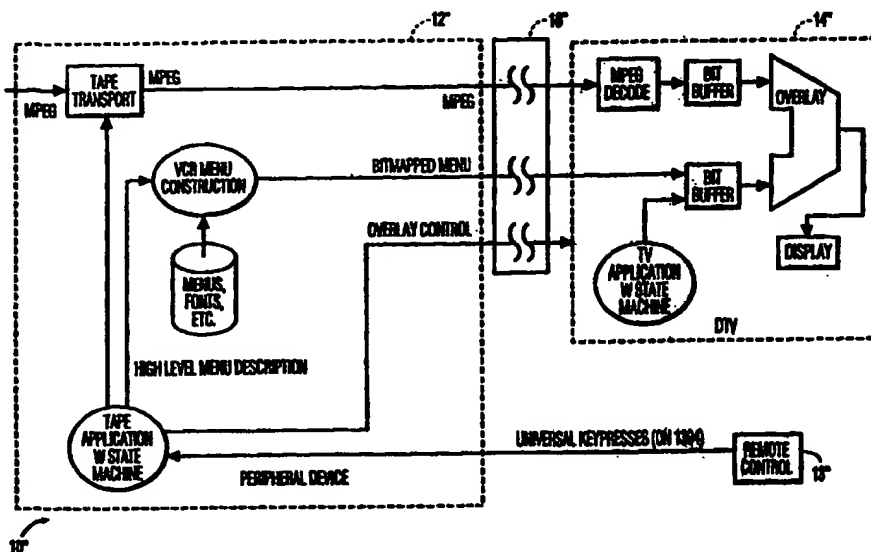 12"
16"
14"
TAPE
TRANSPORT
MPEG
MPEG
MPEG
MPEG
DECODE
BIT
BUFFER
OVERLAY
VCR MENU
CONSTRUCTION
BITMAPPED MENU
BIT
BUFFER
OVERLAY CONTROL
MENUS,
FONTS,
ETC.
TV
APPLICATION
W STATE
MACHINE
DISPLAY
DTV
HIGH LEVEL MENU DESCRIPTION
TAPE
APPLICATION
W STATE
MACHINE
UNIVERSAL KEYPRESSES (ON 1394)
REMOTE
CONTROL
PERIPHERAL DEVICE
13"
10"